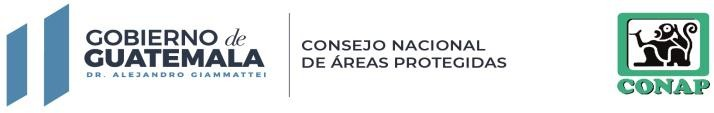 GOBIERNO de
GUATEMALA
DR. ALEJANDRO GIAMMATTEI
CONSEJO NACIONAL
DE ÁREAS PROTEGIDAS
CONAP